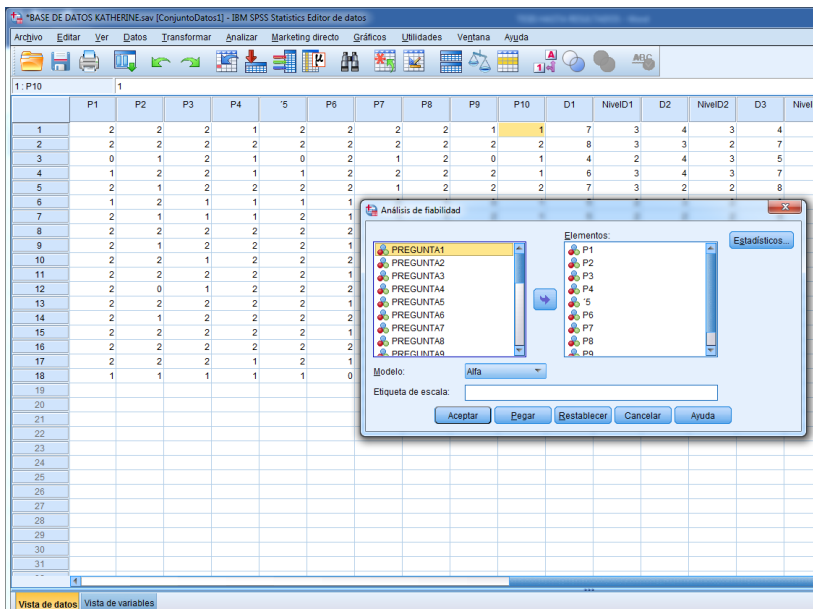 *BASE DE DATOS KATHERINE.sav [ConjuntoDatos1] - IBM SPSS Statistics Editor de datos
Archivo Editar Ver Datos Transformar Analizar Marketing directo Gráficos Utilidades Ventana Ayuda
1 : P10 1
P1 P2 P3 P4 '5 P6 P7 P8 P9 P10 D1 NivelD1 D2 NivelD2 D3 Nivel
1 2 2 2 1 2 2 2 2 1 1 7 3 4 3 4
2 2 2 2 2 2 2 2 2 2 2 8 3 3 2 7
3 0 1 2 1 0 2 1 2 0 1 4 2 4 3 5
4 1 2 2 1 1 2 2 2 2 1 6 3 4 3 7
5 2 1 2 2 2 2 1 2 2 2 7 3 2 2 8
6 1 2 1 1 1 1
7 2 1 1 1 2 1
8 2 2 2 2 2 2
9 2 1 2 2 2 1
10 2 2 1 2 2 2
11 2 2 2 2 2 1
12 2 0 1 2 2 2
13 2 2 2 2 2 1
14 2 1 2 2 2 2
15 2 2 2 2 2 1
16 2 2 2 2 2 2
17 2 2 2 1 2 1
18 1 1 1 1 1 0
19
20
21
22
23
24
25
26
27
28
29
30
31
Análisis de fiabilidad
PREGUNTA1
PREGUNTA2
PREGUNTA3
PREGUNTA4
PREGUNTA5
PREGUNTA6
PREGUNTA7
PREGUNTA8
PREGUNTA9
Elementos:
P1
P2
P3
P4
'5
P6
P7
P8
P9
Estadísticos...
Modelo: Alfa
Etiqueta de escala:
Aceptar Pegar Restablecer Cancelar Ayuda
Vista de datos Vista de variables